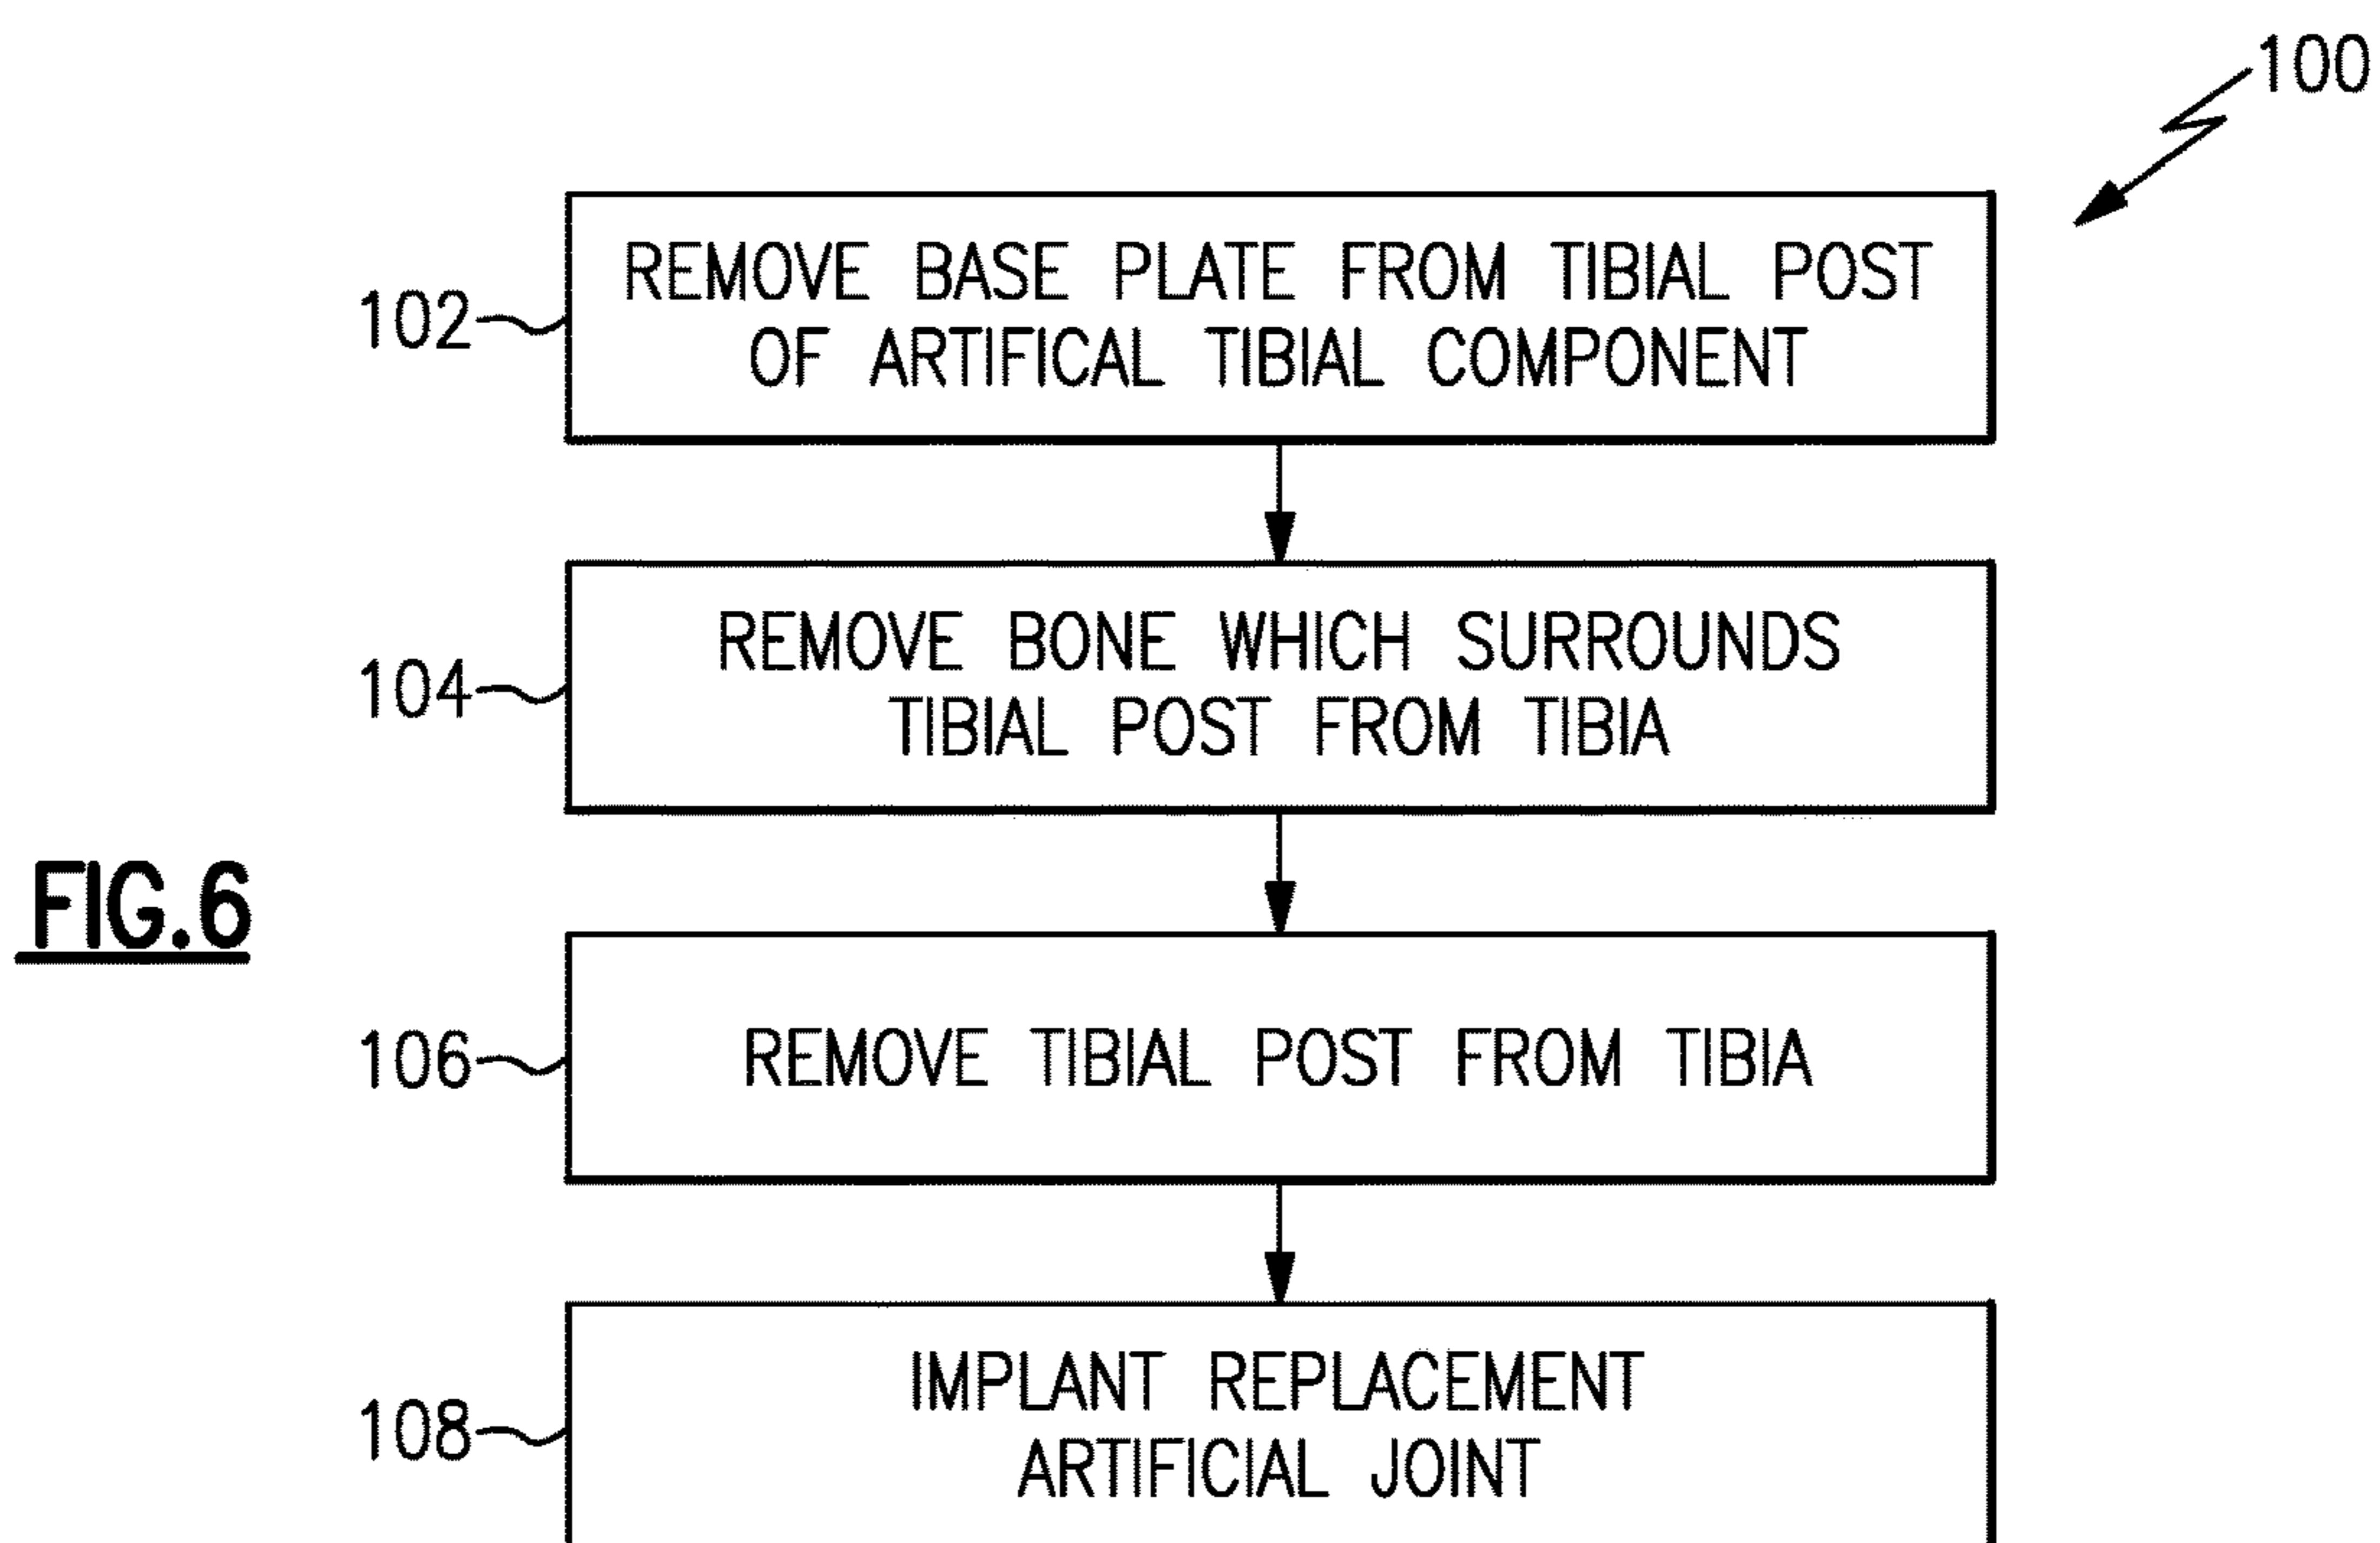 100
102
REMOVE BASE PLATE FROM TIBIAL POST
OF ARTIFICAL TIBIAL COMPONENT
104
REMOVE BONE WHICH SURROUNDS
TIBIAL POST FROM TIBIA
FIG.6
106
REMOVE TIBIAL POST FROM TIBIA
108
IMPLANT REPLACEMENT
ARTIFICIAL JOINT